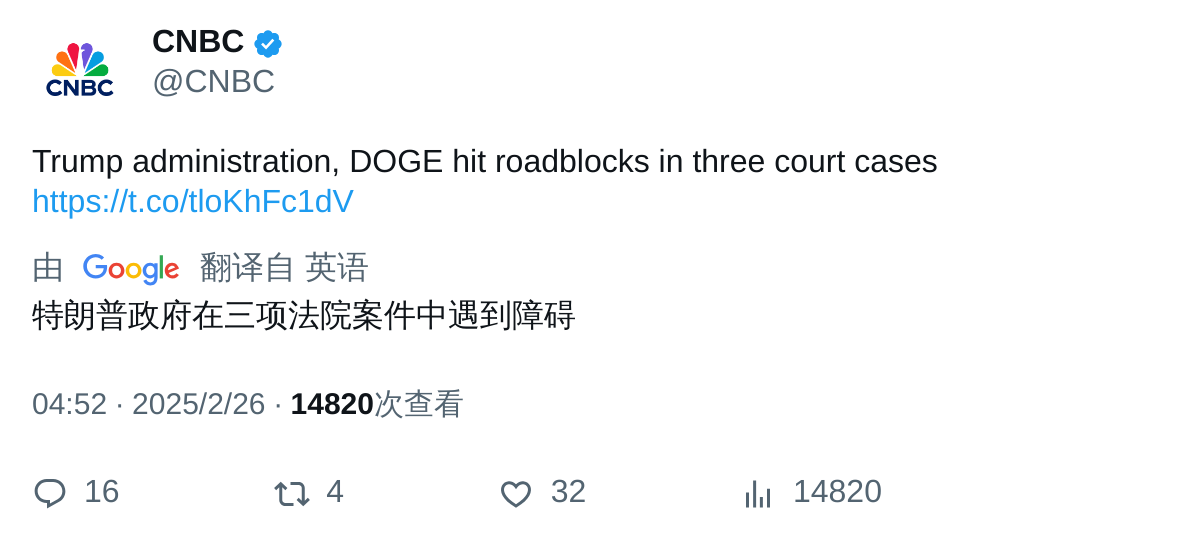 CNBC
CNBC
@CNBC
Trump administration, DOGE hit roadblocks in three court cases
https://t.co/tloKhFc1dV
由 Google 翻译自 英语
特朗普政府在三项法院案件中遇到障碍
04:52 · 2025/2/26 · 14820次查看
16 4 32 14820